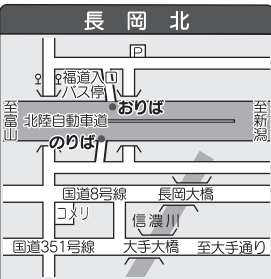 長岡北
P
福道入口
バス停
おりば
至富山
北陸自動車道
至新潟
のりば
国道8号線
長岡大橋
コメリ
信濃川
国道351号線
大手大橋
至大手通り